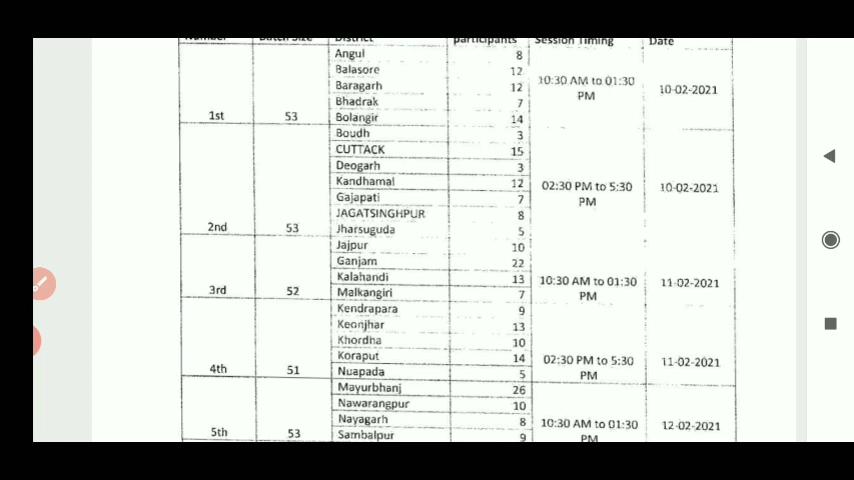 Number Batch Size District participants Session Timing Date
Angul 8
Balasore 12
Baragarh 12 10:30 AM to 01:30 PM 10-02-2021
Bhadrak 7
1st 53 Bolangir 14
Boudh 3
CUTTACK 15
Deogarh 3
Kandhamal 12 02:30 PM to 5:30 PM 10-02-2021
Gajapati 7
JAGATSINGHPUR 8
2nd 53 Jharsuguda 5
Jajpur 10
Ganjam 22
Kalahandi 13 10:30 AM to 01:30 PM 11-02-2021
3rd 52 Malkangiri 7
Kendrapara 9
Keonjhar 13
Khordha 10
Koraput 14 02:30 PM to 5:30 PM 11-02-2021
4th 51 Nuapada 5
Mayurbhanj 26
Nawarangpur 10
Nayagarh 8 10:30 AM to 01:30 PM 12-02-2021
5th 53 Sambalpur 9